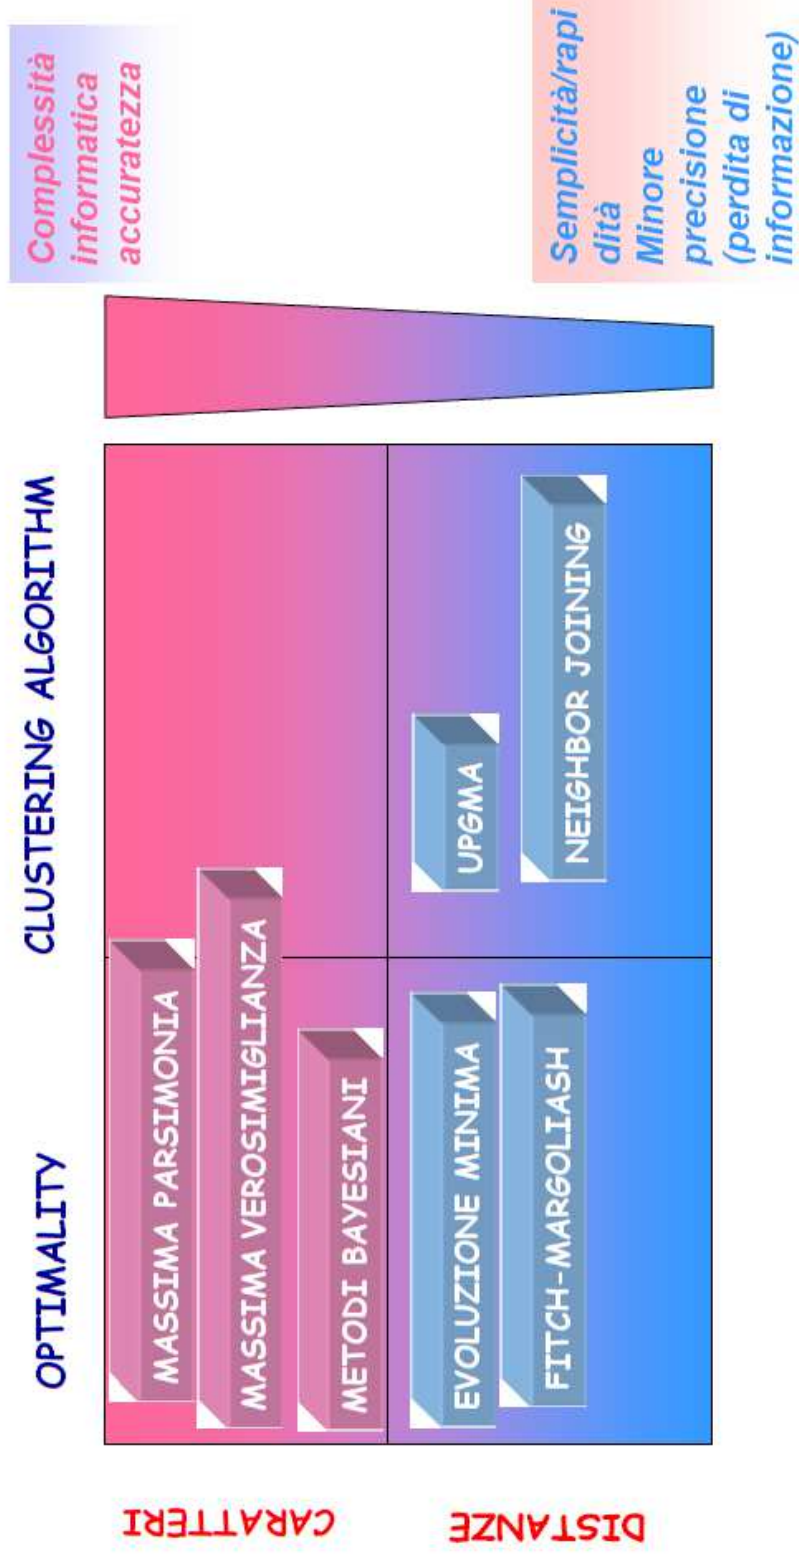 OPTIMALITY
CLUSTERING ALGORITHM
Complessità
informatica
accuratezza
CARATTERI
MASSIMA PARSIMONIA
MASSIMA VEROSIMIGLIANZA
METODI BAYESIANI
DISTANZE
EVOLUZIONE MINIMA
FITCH-MARGOLIASH
UPGMA
NEIGHBOR JOINING
Semplicità/rapi
dità
Minore
precisione
(perdita di
informazione)